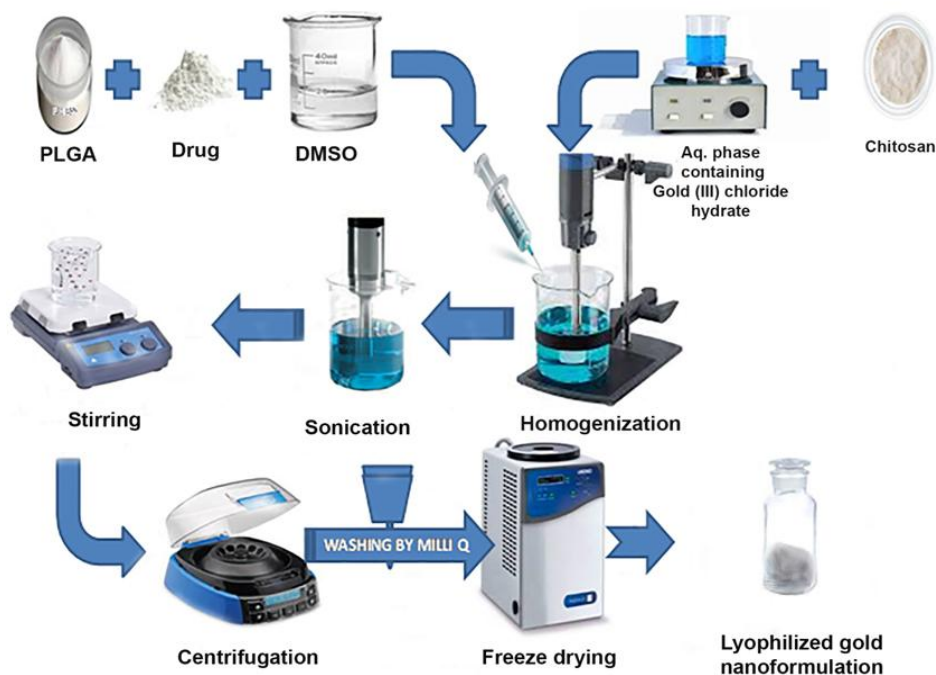 PLGA
Drug
DMSO
Aq. phase
containing
Gold (III) chloride
hydrate
Chitosan
Stirring
Sonication
Homogenization
WASHING BY MILLI Q
Centrifugation
Freeze drying
Lyophilized gold
nanoformulation